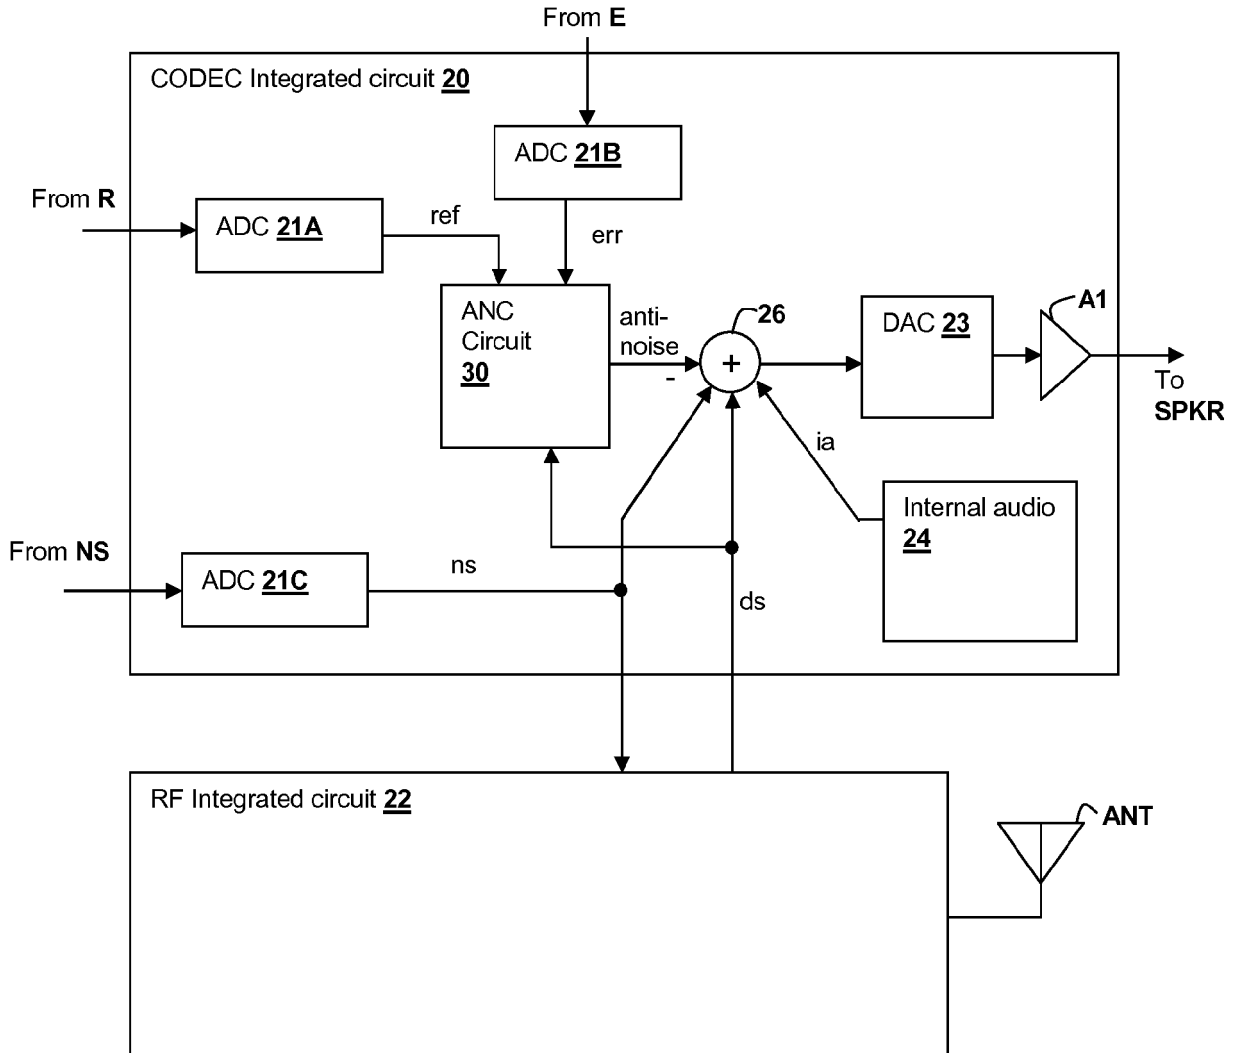 From E
CODEC Integrated circuit 20
ADC 21B
From R
ADC 21A
ref
err
ANC
Circuit
30
anti-
noise
-
26
+
DAC 23
A1
To
SPKR
ia
Internal audio
24
From NS
ADC 21C
ns
ds
RF Integrated circuit 22
ANT